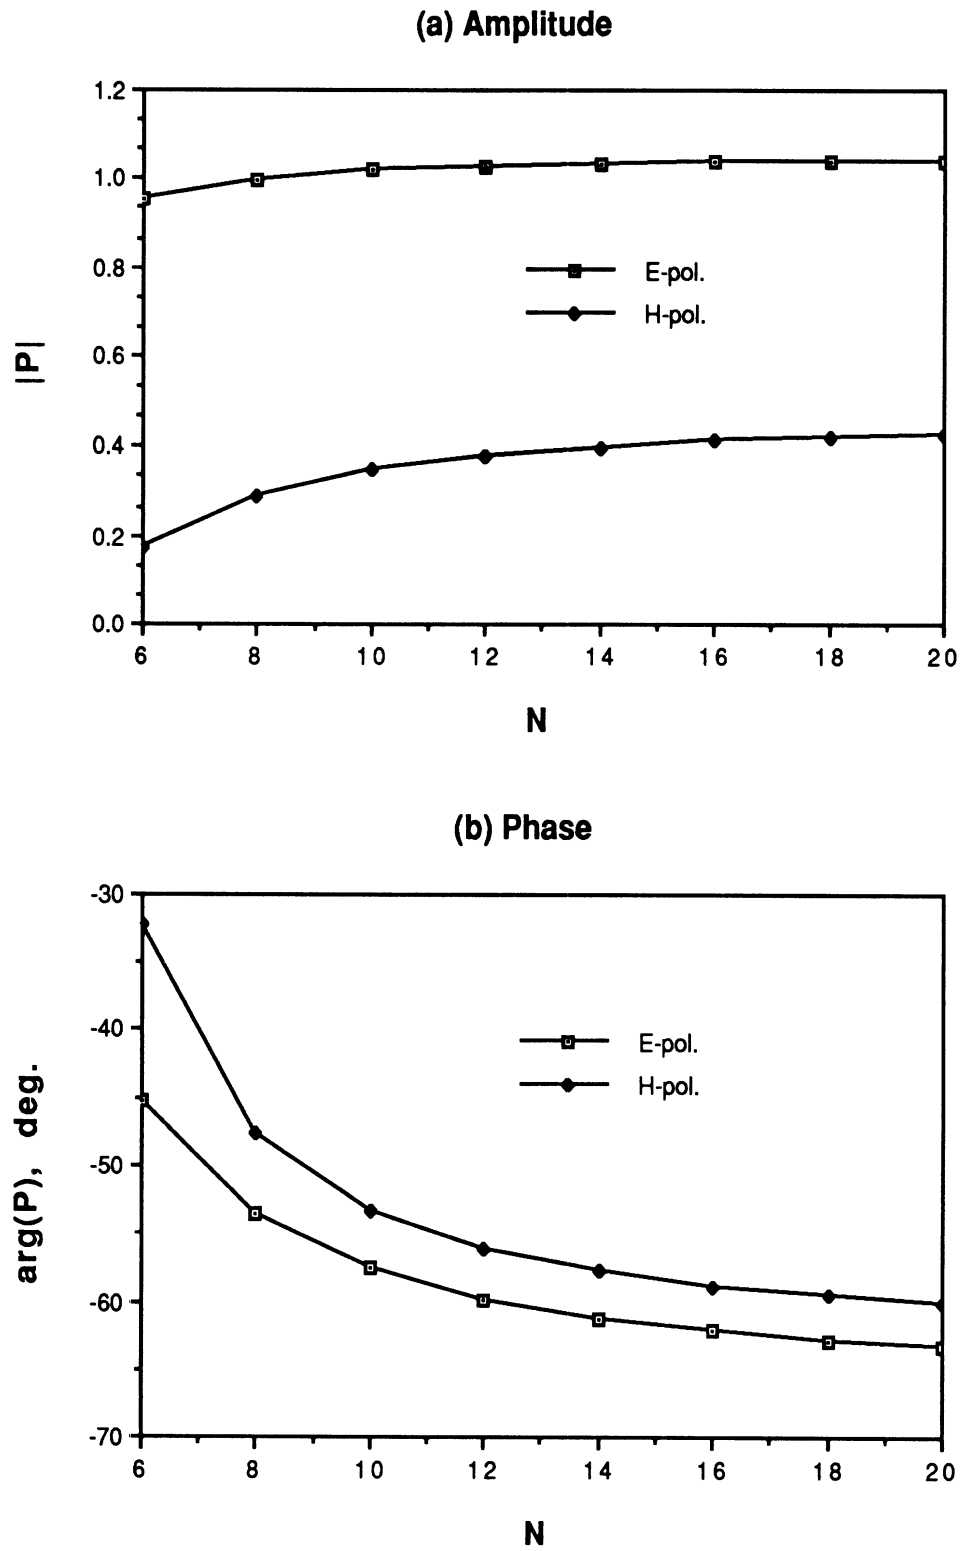 (a) Amplitude
1.2
1.0
0.8
0.6
0.4
0.2
0.0
|P|
E-pol.
H-pol.
6 8 10 12 14 16 18 20
N
(b) Phase
-30
-40
-50
-60
-70
arg(P), deg.
E-pol.
H-pol.
6 8 10 12 14 16 18 20
N